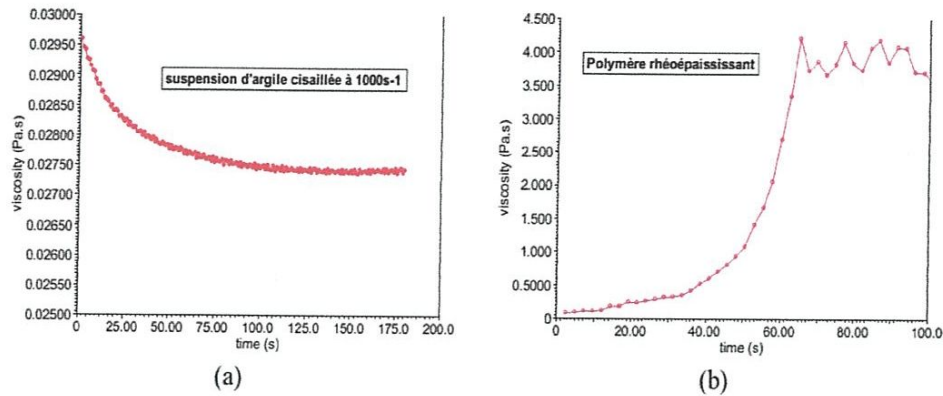 0.03000
0.02950
0.02900
0.02850
0.02800
0.02750
0.02700
0.02650
0.02600
0.02550
0.02500
viscosity (Pa.s)
suspension d'argile cisaillée à 1000s-1
0 25.00 50.00 75.00 100.00 125.00 150.00 175.00 200.0
time (s)
(a)
4.500
4.000
3.500
3.000
2.500
2.000
1.500
1.000
0.5000
0
viscosity (Pa.s)
Polymère rhéoépaississant
0 20.00 40.00 60.00 80.00 100.0
time (s)
(b)